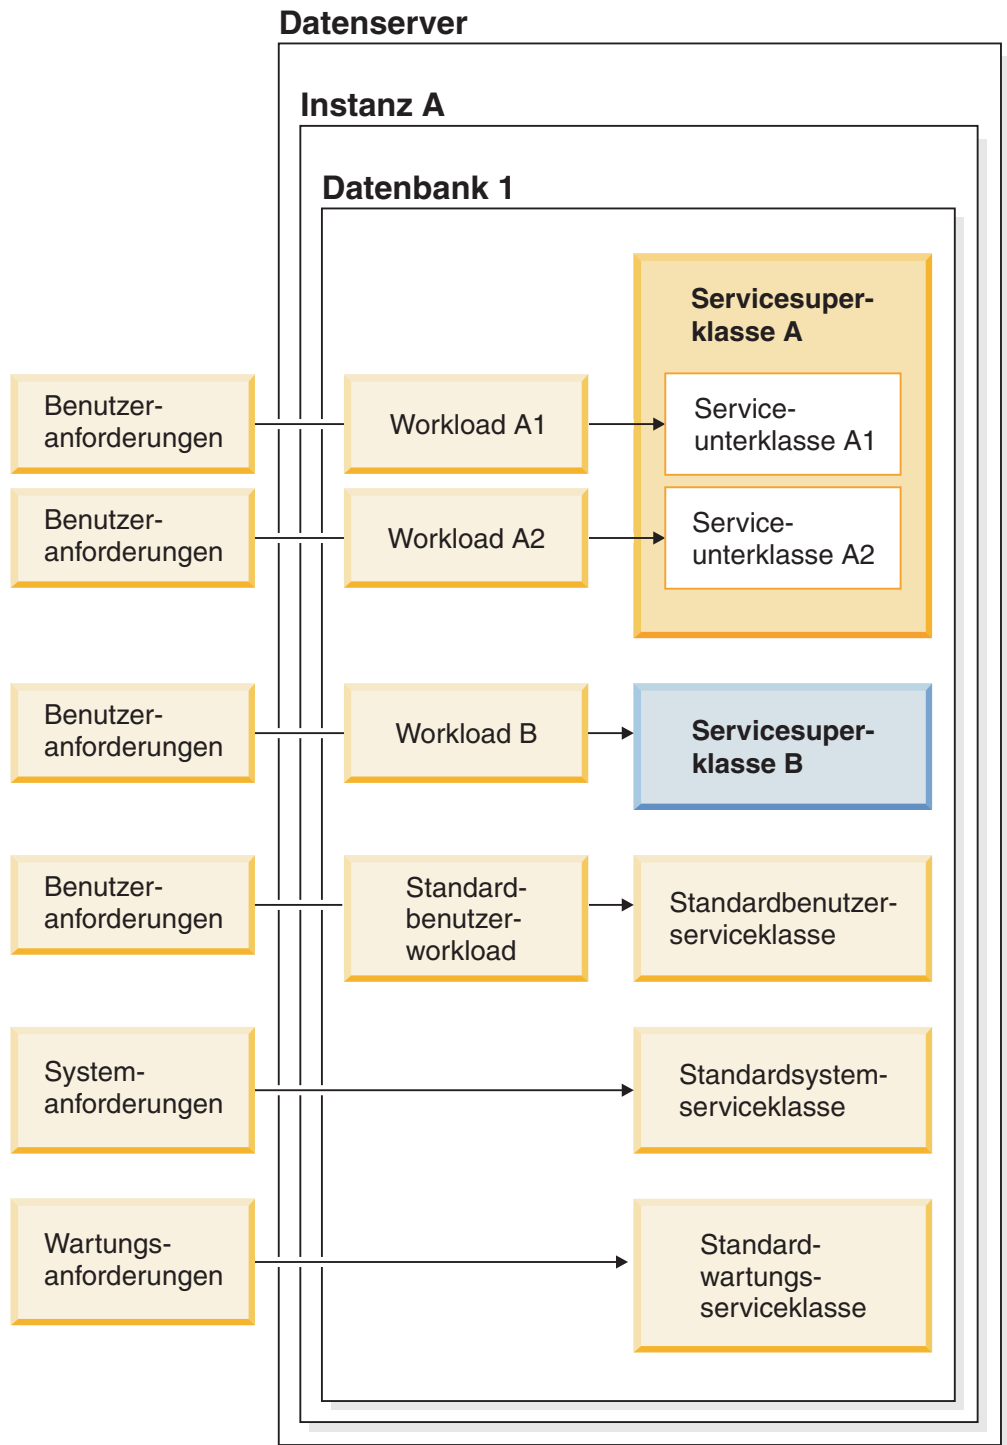 Datenserver
Instanz A
Datenbank 1
Servicesuper-
klasse A
Benutzer-
anforderungen
Workload A1
Service-
unterklasse A1
Benutzer-
anforderungen
Workload A2
Service-
unterklasse A2
Benutzer-
anforderungen
Workload B
Servicesuper-
klasse B
Benutzer-
anforderungen
Standard-
benutzer-
workload
Standardbenutzer-
serviceklasse
System-
anforderungen
Standardsystem-
serviceklasse
Wartungs-
anforderungen
Standard-
wartungs-
serviceklasse